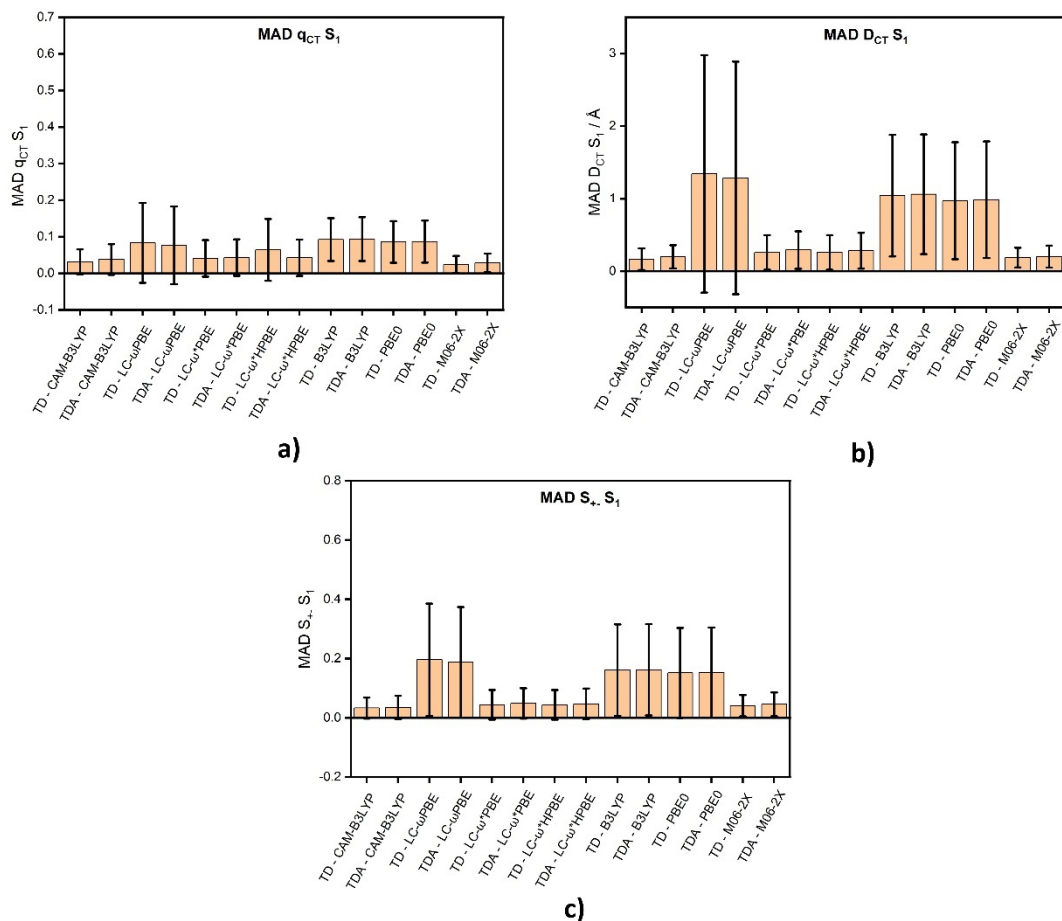 MAD qCT S1
MAD qCT S1
0.7
0.6
0.5
0.4
0.3
0.2
0.1
0.0
-0.1
TD - CAM-B3LYP
TDA - CAM-B3LYP
TD - LC-ωPBE
TDA - LC-ωPBE
TD - LC-ω*PBE
TDA - LC-ω*PBE
TD - LC-ω*HPBE
TDA - LC-ω*HPBE
TD - B3LYP
TDA - B3LYP
TD - PBE0
TDA - PBE0
TD - M06-2X
TDA - M06-2X
a)
MAD DCT S1
MAD DCT S1 / Å
3
2
1
0
TD - CAM-B3LYP
TDA - CAM-B3LYP
TD - LC-ωPBE
TDA - LC-ωPBE
TD - LC-ω*PBE
TDA - LC-ω*PBE
TD - LC-ω*HPBE
TDA - LC-ω*HPBE
TD - B3LYP
TDA - B3LYP
TD - PBE0
TDA - PBE0
TD - M06-2X
TDA - M06-2X
b)
MAD S+- S1
MAD S+- S1
0.8
0.6
0.4
0.2
0.0
-0.2
TD - CAM-B3LYP
TDA - CAM-B3LYP
TD - LC-ωPBE
TDA - LC-ωPBE
TD - LC-ω*PBE
TDA - LC-ω*PBE
TD - LC-ω*HPBE
TDA - LC-ω*HPBE
TD - B3LYP
TDA - B3LYP
TD - PBE0
TDA - PBE0
TD - M06-2X
TDA - M06-2X
c)